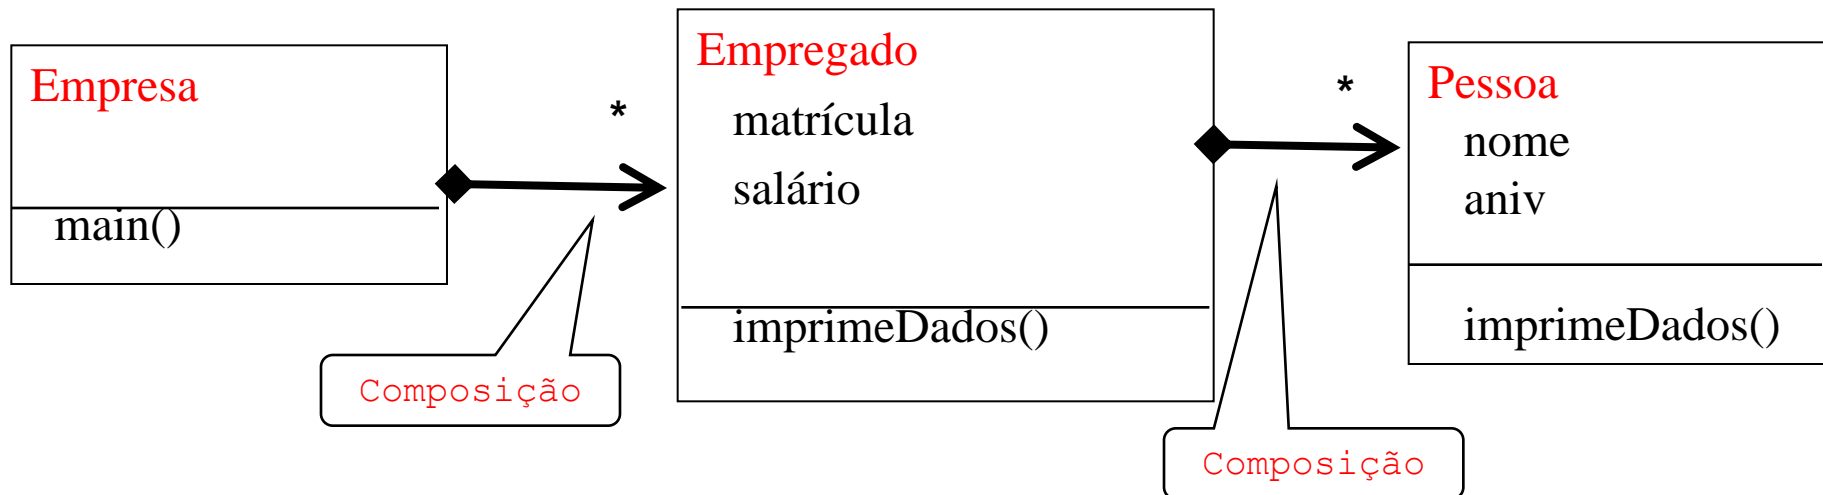 Empresa
main()
*
Composição
Empregado
matrícula
salário
imprimeDados()
*
Composição
Pessoa
nome
aniv
imprimeDados()